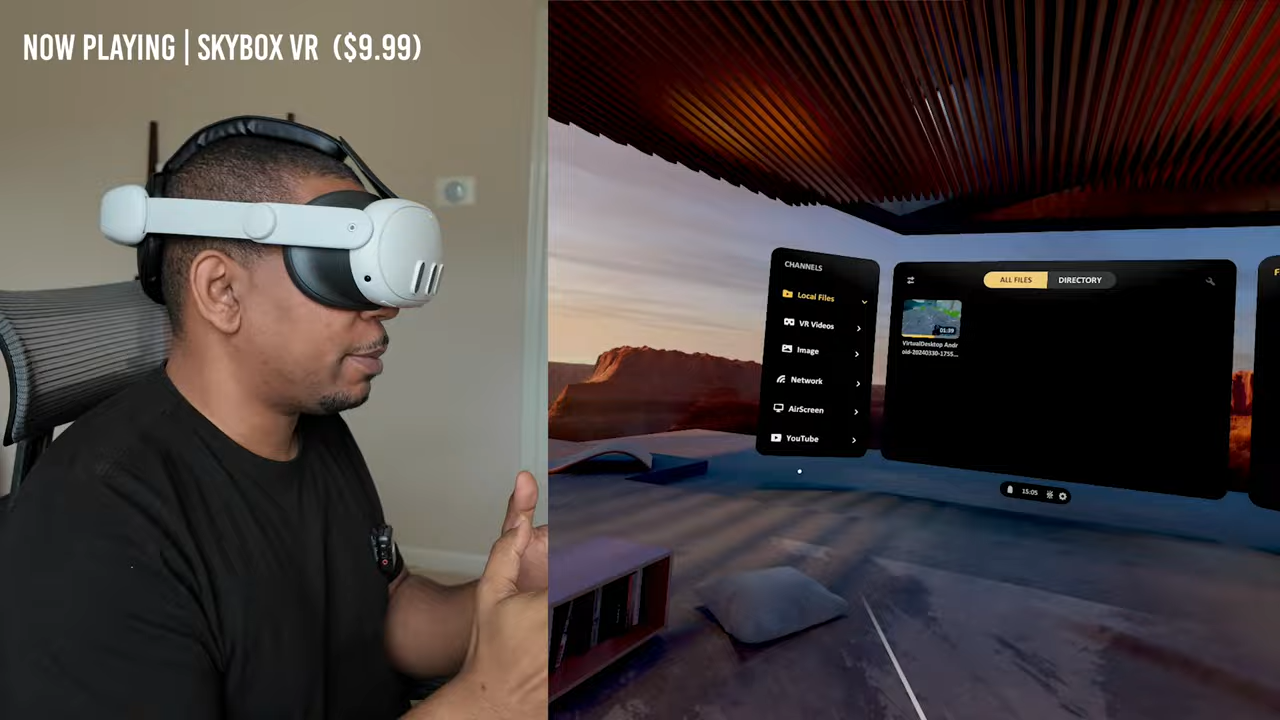 NOW PLAYING | SKYBOX VR ($9.99)
CHANNELS
Local Files
VR Videos
Image
Network
AirScreen
YouTube
ALL FILES
DIRECTORY
01:39
VirtualDesktop Andr
oid-20240330-1755...
15:05
F